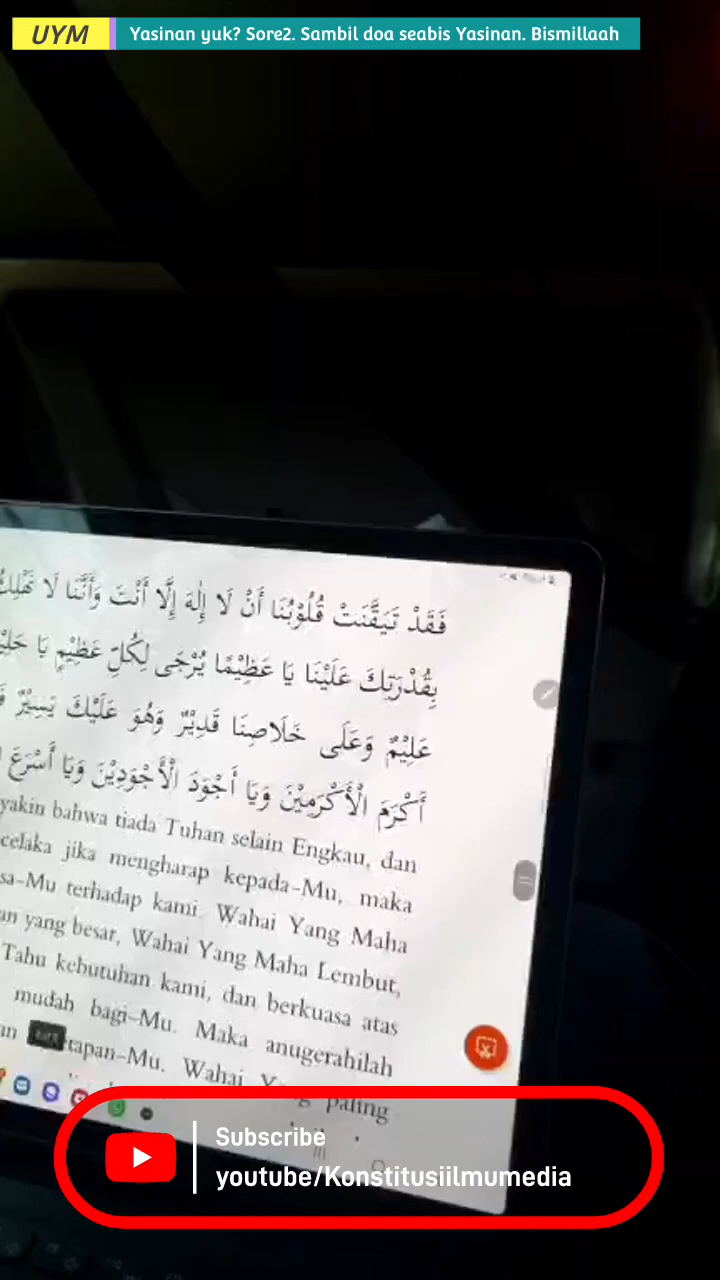 UYM
Yasinan yuk? Sore2. Sambil doa seabis Yasinan. Bismillaah
فَقَدْ تَيَقَّنَتْ قُلُوْبُنَا أَنْ لَا إِلٰهَ إِلَّا أَنْتَ وَأَنَّنَا لَا
بِقُدْرَتِكَ عَلَيْنَا يَا عَظِيْمًا يُرْجَى لِكُلِّ عَظِيْمٍ يَا
عَلِيْمٌ وَعَلَى خَلَاصِنَا قَدِيْرٌ وَهُوَ عَلَيْكَ يَسِيْرٌ
أَكْرَمَ الْأَكْرَمِيْنَ وَيَا أَجْوَدَ الْأَجْوَدِيْنَ وَيَا أَسْرَعَ
yakin bahwa tiada Tuhan selain Engkau, dan
celaka jika mengharap kepada-Mu, maka
sa-Mu terhadap kami. Wahai Yang Maha
an yang besar, Wahai Yang Maha Lembut,
Tahu kebutuhan kami, dan berkuasa atas
mudah bagi-Mu. Maka anugerahilah
tapan-Mu. Wahai Yang paling
Subscribe
youtube/Konstitusiilmumedia